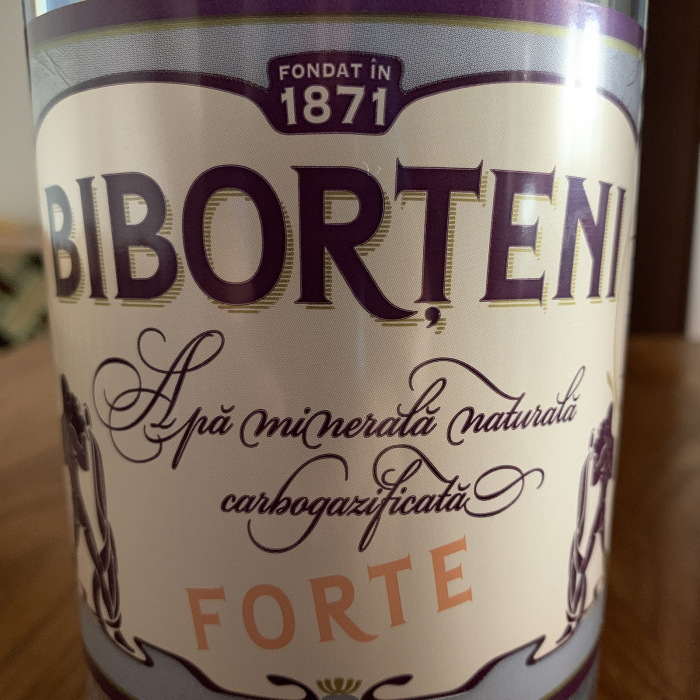 FONDAT ÎN
1871
BIBORȚENI
Apă minerală naturală
carbogazificată
FORTE